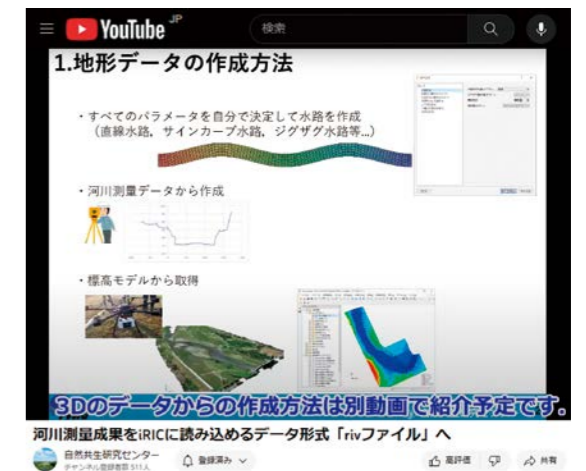 YouTube JP
検索
1.地形データの作成方法
・すべてのパラメータを自分で決定して水路を作成
（直線水路，サインカーブ水路，ジグザグ水路等...）
・河川測量データから作成
・標高モデルから取得
3Dのデータからの作成方法は別動画で紹介予定です．
河川測量成果をiRICに読み込めるデータ形式「rivファイル」へ
自然共生研究センター
チャンネル登録者数 511人
登録済み
高評価
共有